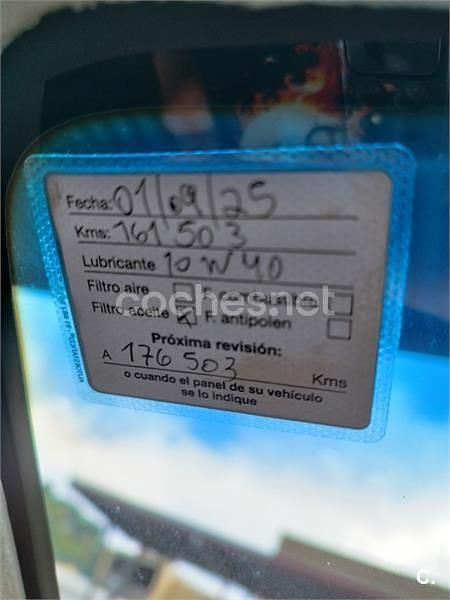 Fecha: 01/09/25
Kms: 161 503
Lubricante 10 W 40
Filtro aire
Filtro aceite F. antipolen
Próxima revisión:
A 176 503 Kms
o cuando el panel de su vehículo
se lo indique
coches.net
C.